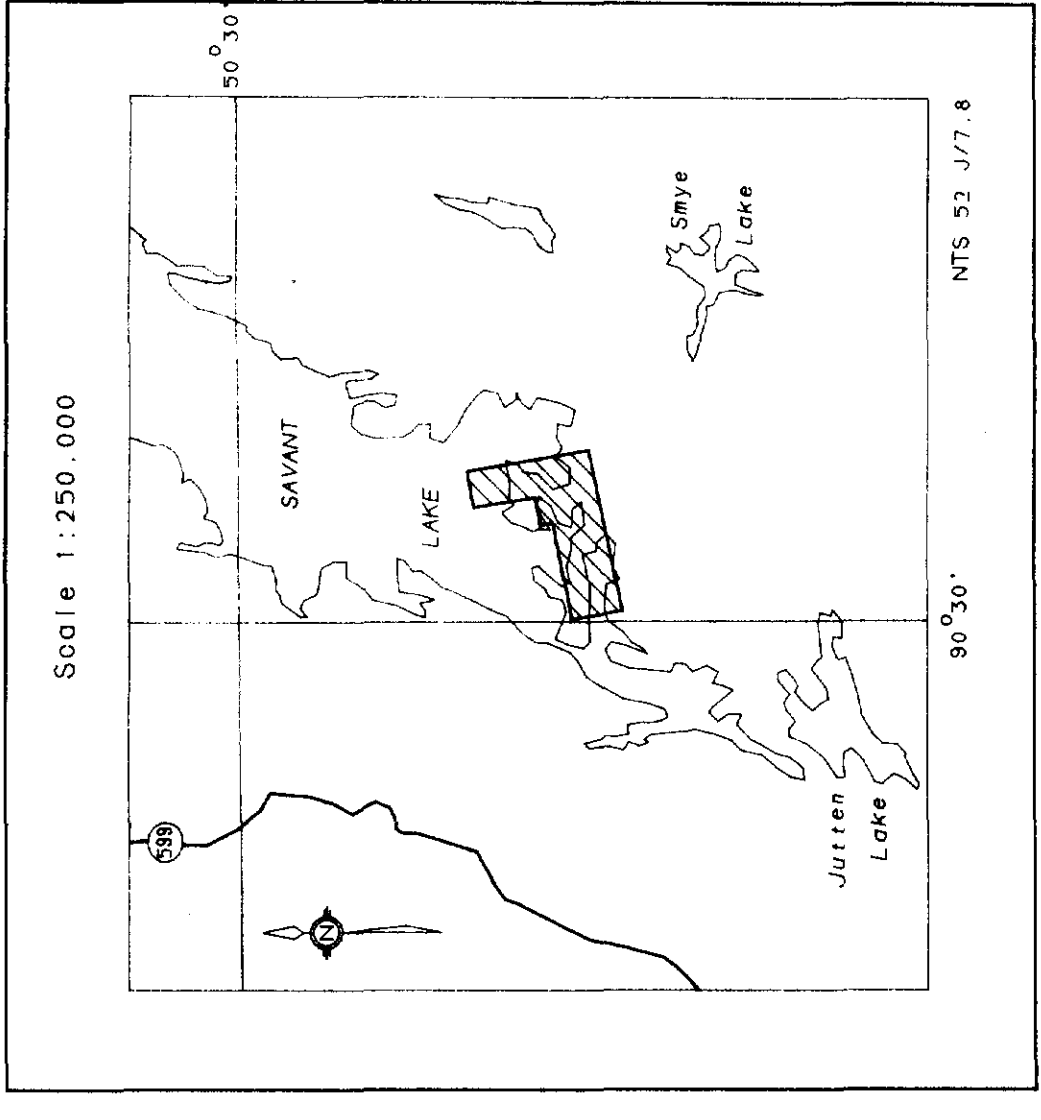 Scale 1:250.000
50°30
599
SAVANT
LAKE
N
Smye
Lake
Jutten
Lake
90°30'
NTS 52 J/7.8